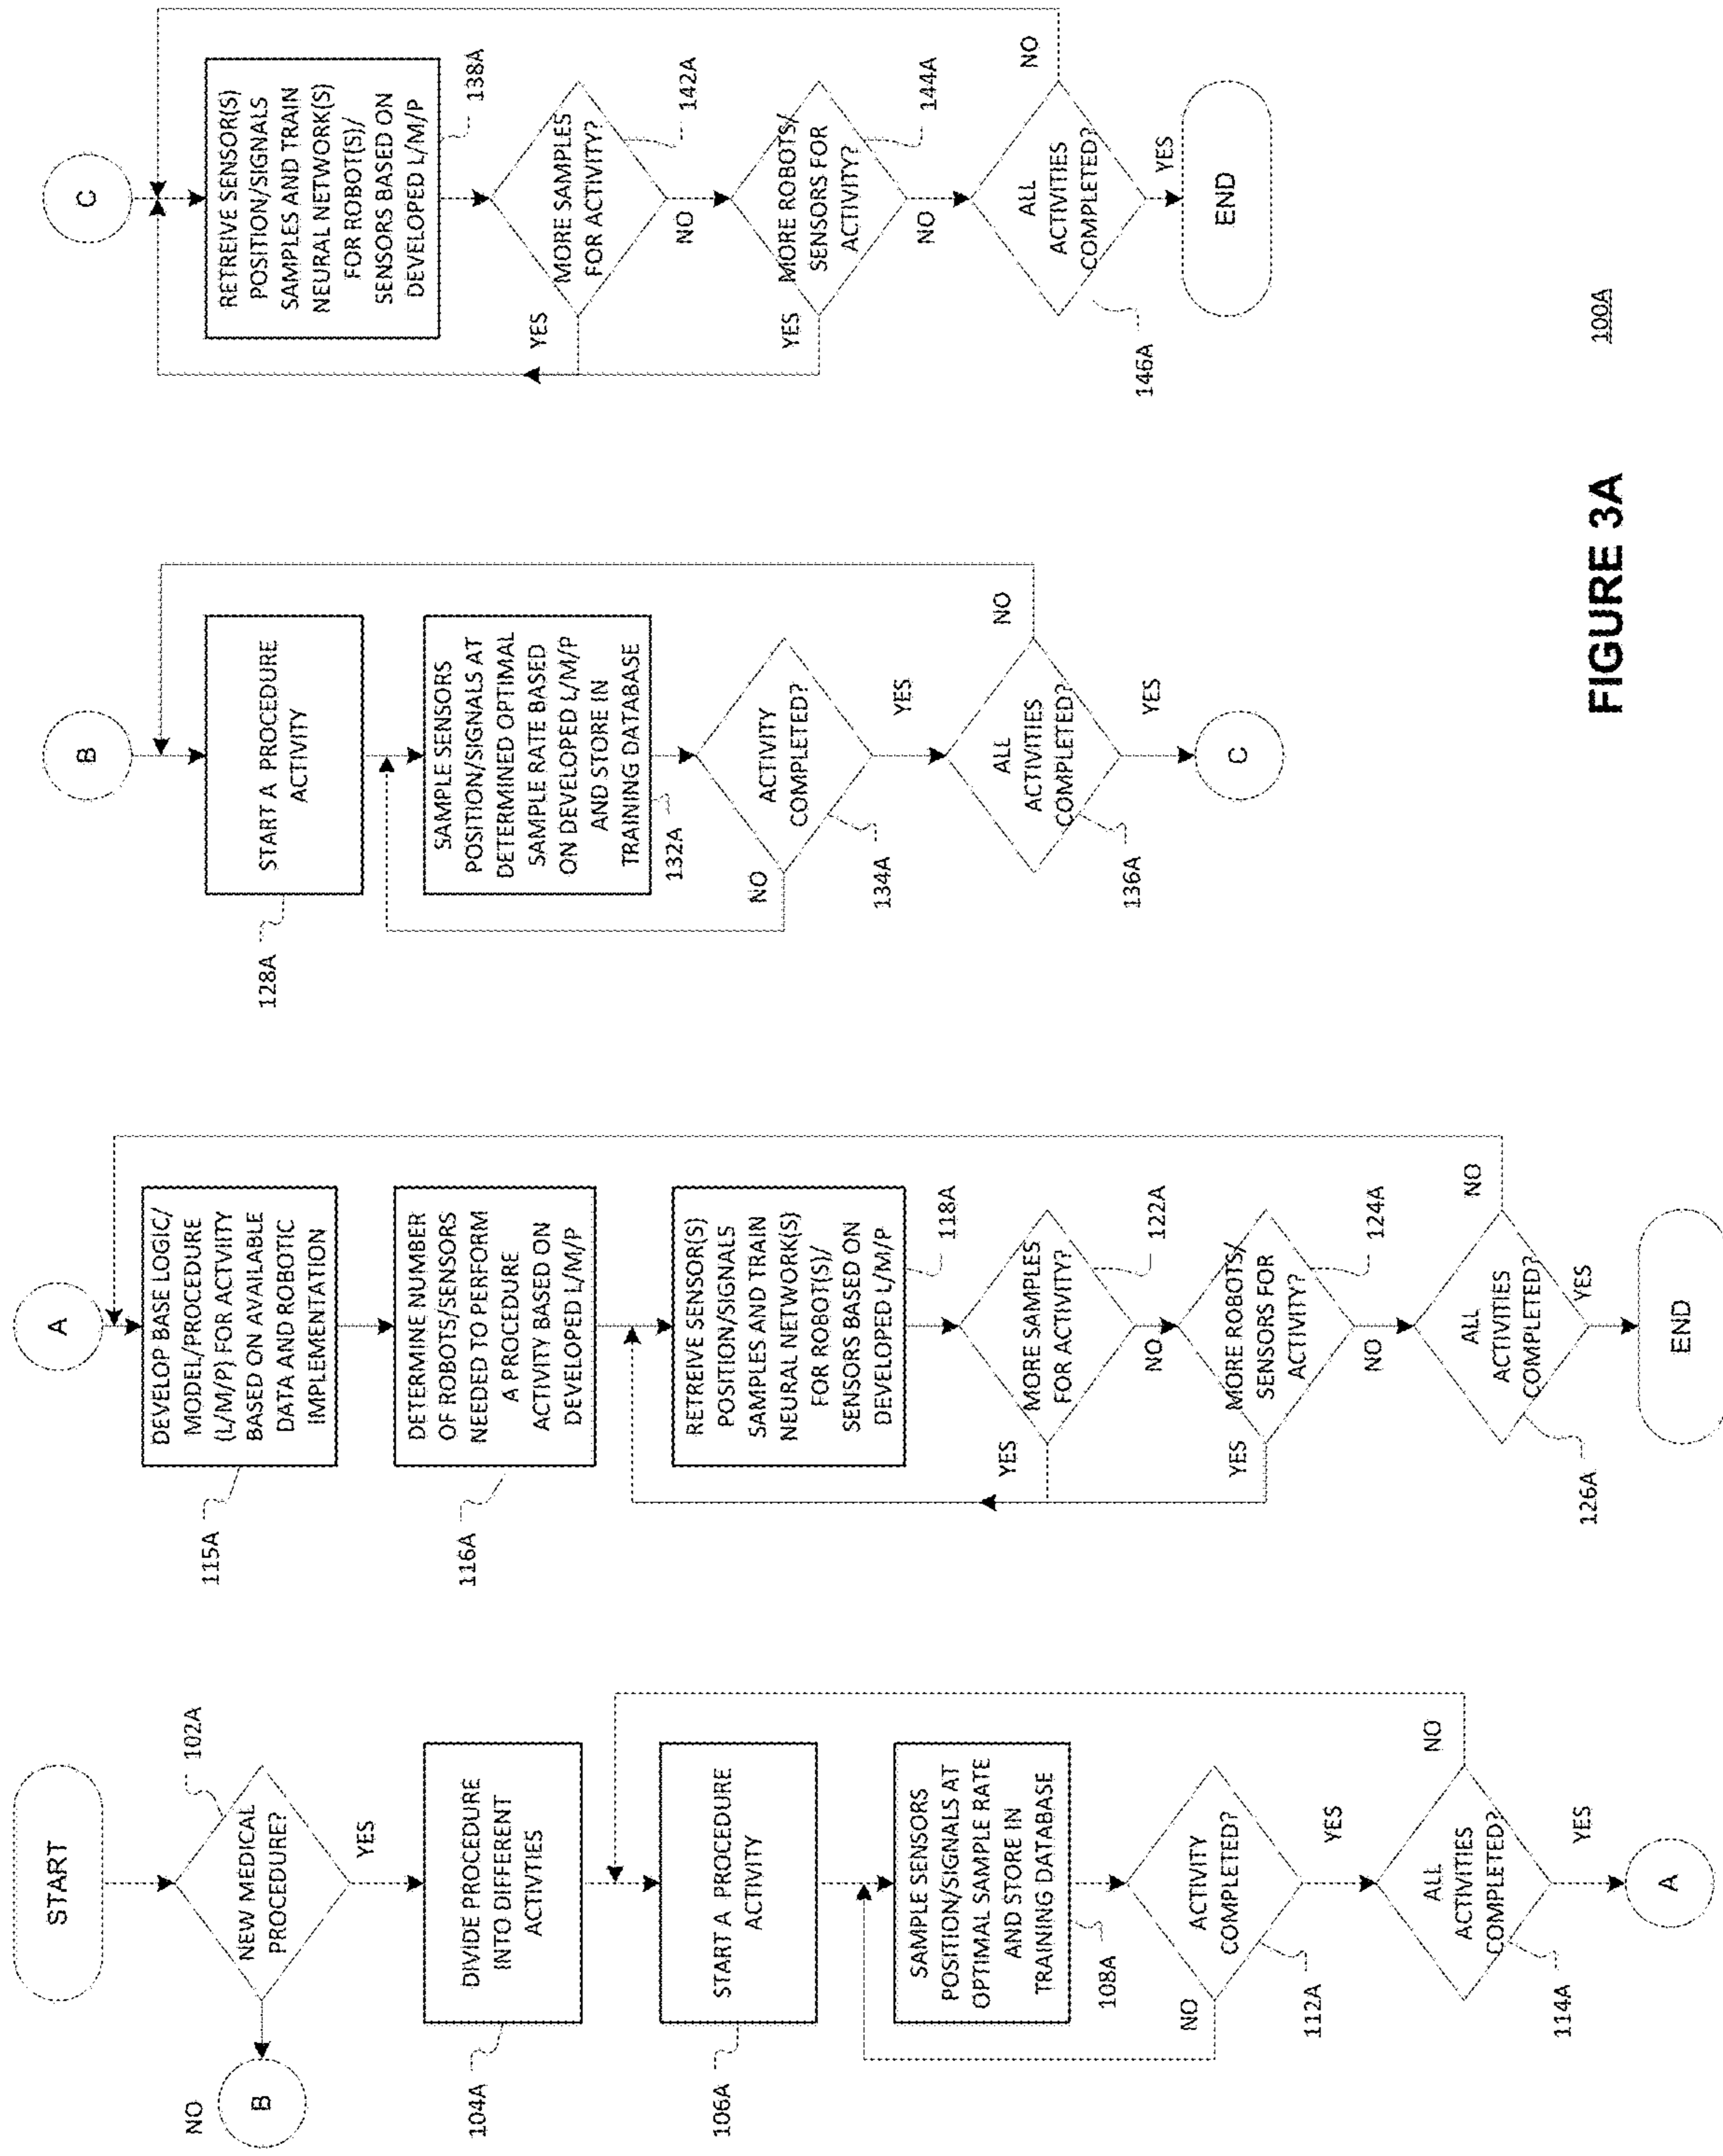 START
NEW MEDICAL
PROCEDURE?
102A
NO
B
YES
DIVIDE PROCEDURE
INTO DIFFERENT
ACTIVTIES
104A
START A PROCEDURE
ACTIVITY
106A
SAMPLE SENSORS
POSITION/SIGNALS AT
OPTIMAL SAMPLE RATE
AND STORE IN
TRAINING DATABASE
108A
ACTIVITY
COMPLETED?
NO
112A
YES
ALL
ACTIVITIES
COMPLETED?
NO
114A
YES
A
A
DEVELOP BASE LOGIC/
MODEL/PROCEDURE
(L/M/P) FOR ACTVIITY
BASED ON AVAILABLE
DATA AND ROBOTIC
IMPLEMENTATION
115A
DETERMINE NUMBER
OF ROBOTS/SENSORS
NEEDED TO PERFORM
A PROCEDURE
ACTIVITY BASED ON
DEVELOPED L/M/P
116A
RETREIVE SENSOR(S)
POSITION/SIGNALS
SAMPLES AND TRAIN
NEURAL NETWORK(S)
FOR ROBOT(S)/
SENSORS BASED ON
DEVELOPED L/M/P
118A
MORE SAMPLES
FOR ACTIVITY?
YES
122A
NO
MORE ROBOTS/
SENSORS FOR
ACTIVITY?
YES
124A
NO
ALL
ACTIVITIES
COMPLETED?
NO
126A
YES
END
B
START A PROCEDURE
ACTIVITY
128A
SAMPLE SENSORS
POSITION/SIGNALS AT
DETERMINED OPTIMAL
SAMPLE RATE BASED
ON DEVELOPED L/M/P
AND STORE IN
TRAINING DATABASE
132A
ACTIVITY
COMPLETED?
NO
134A
YES
ALL
ACTIVITIES
COMPLETED?
NO
136A
YES
C
C
RETREIVE SENSOR(S)
POSITION/SIGNALS
SAMPLES AND TRAIN
NEURAL NETWORK(S)
FOR ROBOT(S)/
SENSORS BASED ON
DEVELOPED L/M/P
138A
MORE SAMPLES
FOR ACTIVITY?
YES
142A
NO
MORE ROBOTS/
SENSORS FOR
ACTIVITY?
YES
144A
NO
ALL
ACTIVITIES
COMPLETED?
NO
146A
YES
END
FIGURE 3A
100A